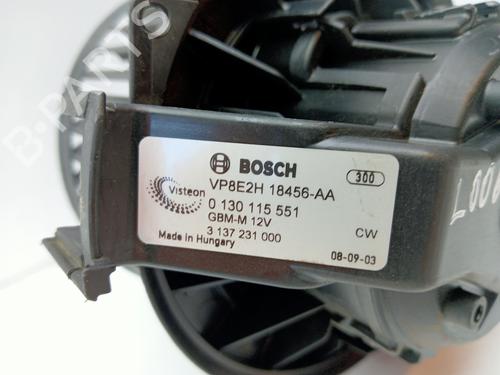 B-PARTS
BOSCH
300
Visteon
VP8E2H 18456-AA
0 130 115 551
GBM-M 12V
CW
3 137 231 000
Made in Hungary
08-09-03